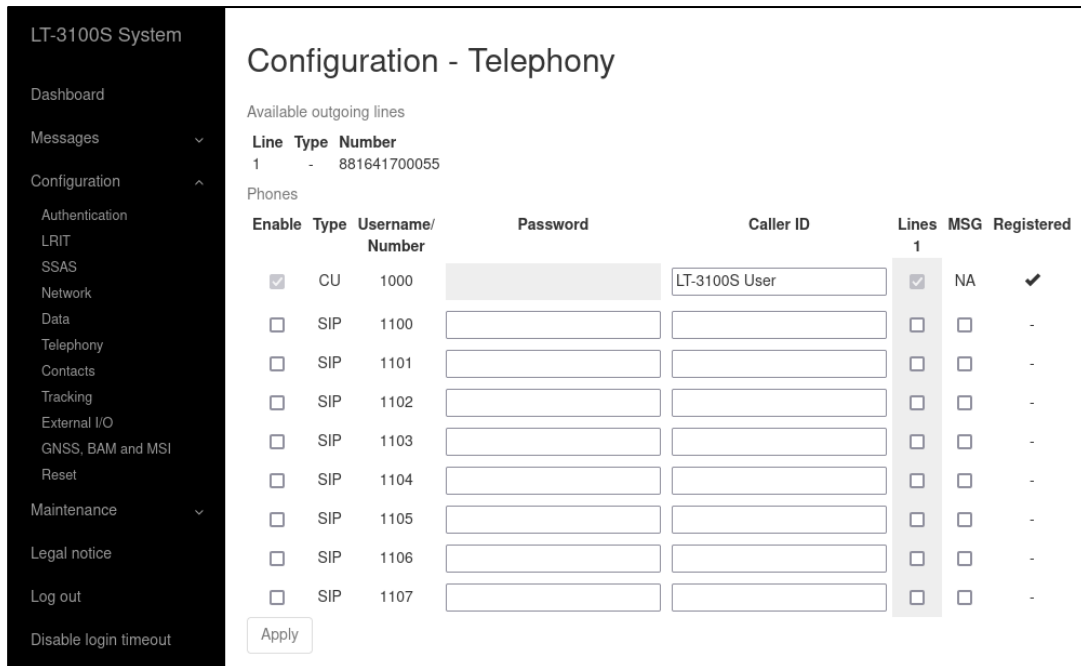 LT-3100S System
Dashboard
Messages
Configuration
Authentication
LRIT
SSAS
Network
Data
Telephony
Contacts
Tracking
External I/O
GNSS, BAM and MSI
Reset
Maintenance
Legal notice
Log out
Disable login timeout
Configuration - Telephony
Available outgoing lines
Line Type Number
1 - 881641700055
Phones
Enable Type Username/ Password Caller ID Lines MSG Registered
Number 1
CU 1000 LT-3100S User NA ✔
SIP 1100 -
SIP 1101 -
SIP 1102 -
SIP 1103 -
SIP 1104 -
SIP 1105 -
SIP 1106 -
SIP 1107 -
Apply